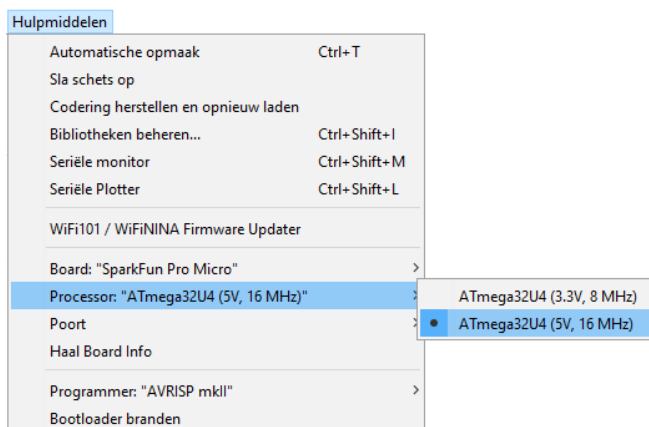 Hulpmiddelen
Automatische opmaak Ctrl+T
Sla schets op
Codering herstellen en opnieuw laden
Bibliotheken beheren... Ctrl+Shift+I
Seriële monitor Ctrl+Shift+M
Seriële Plotter Ctrl+Shift+L
WiFi101 / WiFiNINA Firmware Updater
Board: "SparkFun Pro Micro"
Processor: "ATmega32U4 (5V, 16 MHz)"
ATmega32U4 (3.3V, 8 MHz)
Poort
ATmega32U4 (5V, 16 MHz)
Haal Board Info
Programmer: "AVRISP mkII"
Bootloader branden